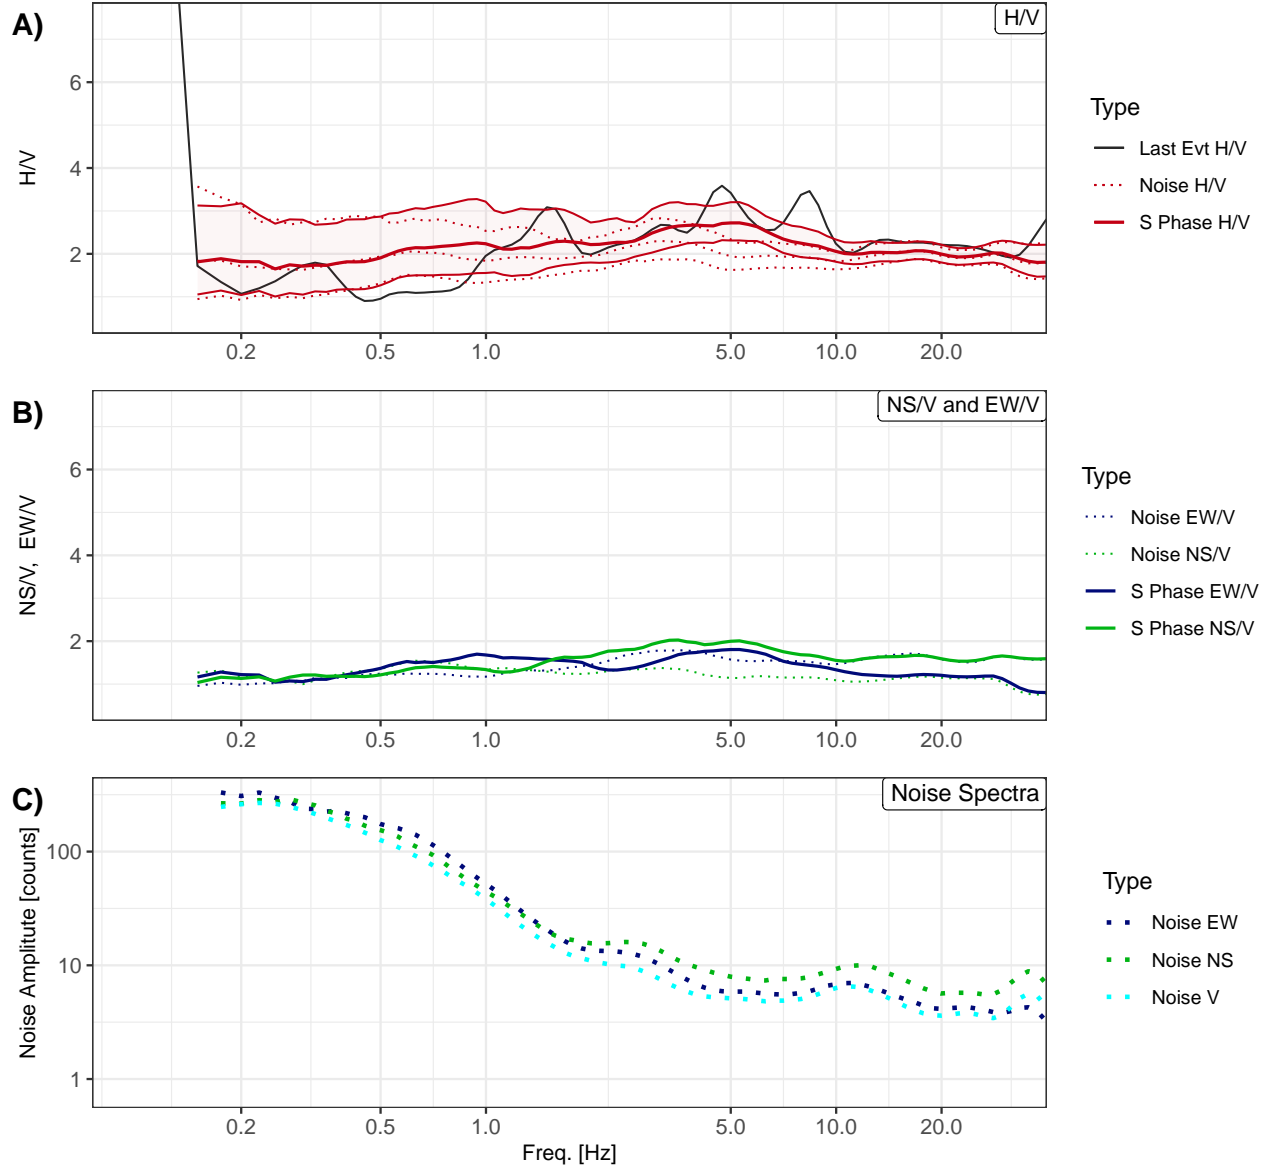 A)
H/V
6
4
2
H/V
0.2 0.5 1.0 5.0 10.0 20.0
Type
Last Evt H/V
Noise H/V
S Phase H/V
B)
NS/V and EW/V
6
4
2
NS/V,  EW/V
0.2 0.5 1.0 5.0 10.0 20.0
Type
Noise EW/V
Noise NS/V
S Phase EW/V
S Phase NS/V
C)
Noise Spectra
100
10
1
Noise Amplitute [counts]
0.2 0.5 1.0 5.0 10.0 20.0
Freq. [Hz]
Type
Noise EW
Noise NS
Noise V